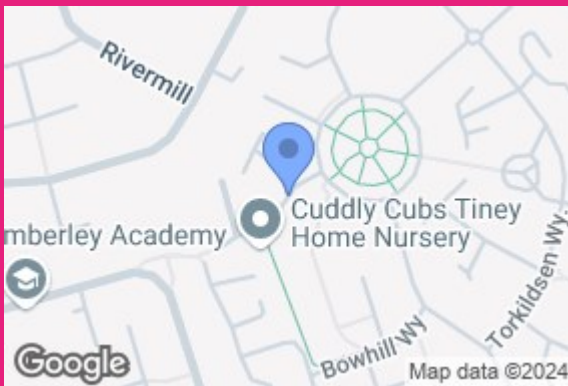 Rivermill
mberley Academy
Cuddly Cubs Tiney
Home Nursery
Torkildsen Wy.
Bowhill Wy
Google
Map data ©2024